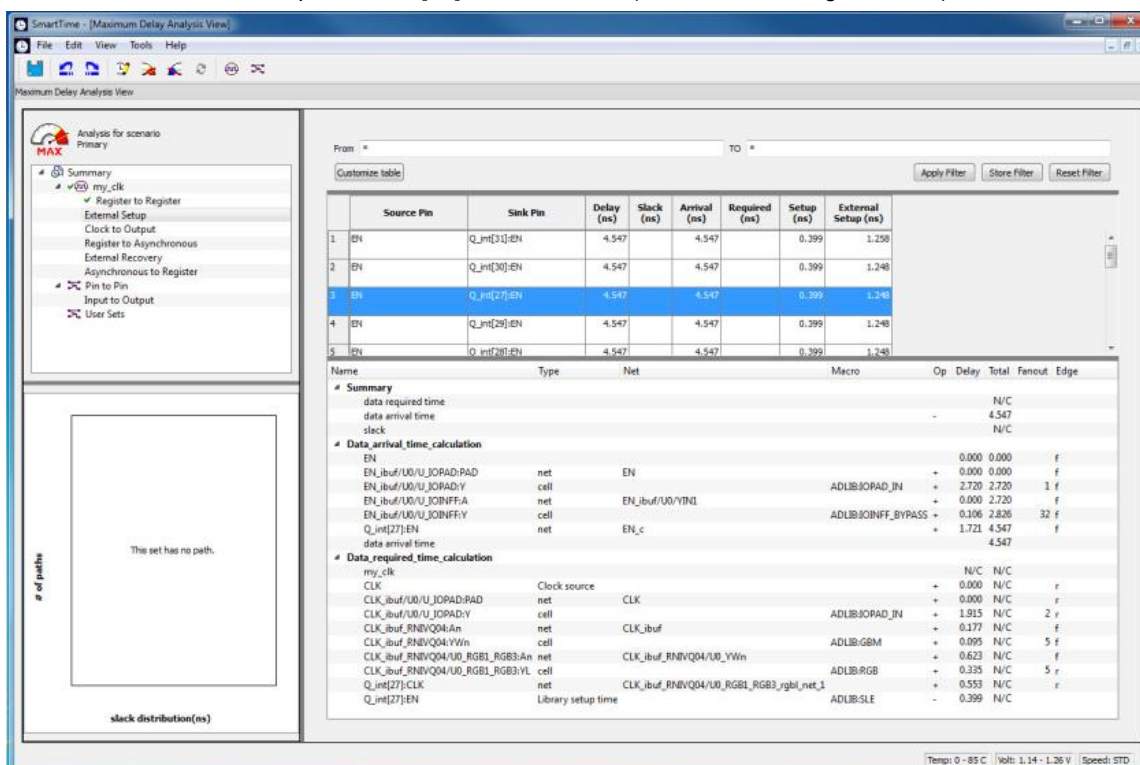 SmartTime - [Maximum Delay Analysis View]
File Edit View Tools Help
Maximum Delay Analysis View
MAX
Analysis for scenario
Primary
Summary
my_clk
Register to Register
External Setup
Clock to Output
Register to Asynchronous
External Recovery
Asynchronous to Register
Pin to Pin
Input to Output
User Sets
# of paths
This set has no path.
slack distribution(ns)
From * TO *
Customize table Apply Filter Store Filter Reset Filter
Source Pin Sink Pin Delay (ns) Slack (ns) Arrival (ns) Required (ns) Setup (ns) External Setup (ns)
1 EN Q_int[31]:EN 4.547 4.547 0.399 1.258
2 EN Q_int[30]:EN 4.547 4.547 0.399 1.248
3 EN Q_int[27]:EN 4.547 4.547 0.399 1.248
4 EN Q_int[29]:EN 4.547 4.547 0.399 1.248
5 EN Q_int[28]:EN 4.547 4.547 0.399 1.248
Name Type Net Macro Op Delay Total Fanout Edge
Summary
data required time N/C
data arrival time - 4.547
slack N/C
Data_arrival_time_calculation
EN 0.000 0.000 f
EN_ibuf/U0/U_IOPAD:PAD net EN + 0.000 0.000 f
EN_ibuf/U0/U_IOPAD:Y cell ADLIB:IOPAD_IN + 2.720 2.720 1 f
EN_ibuf/U0/U_IOINFF:A net EN_ibuf/U0/YIN1 + 0.000 2.720 f
EN_ibuf/U0/U_IOINFF:Y cell ADLIB:IOINFF_BYPASS + 0.106 2.826 32 f
Q_int[27]:EN net EN_c + 1.721 4.547 f
data arrival time 4.547
Data_required_time_calculation
my_clk N/C N/C
CLK Clock source + 0.000 N/C r
CLK_ibuf/U0/U_IOPAD:PAD net CLK + 0.000 N/C r
CLK_ibuf/U0/U_IOPAD:Y cell ADLIB:IOPAD_IN + 1.915 N/C 2 r
CLK_ibuf_RNIVQ04:An net CLK_ibuf + 0.177 N/C f
CLK_ibuf_RNIVQ04:YWn cell ADLIB:GBM + 0.095 N/C 5 f
CLK_ibuf_RNIVQ04/U0_RGB1_RGB3:An net CLK_ibuf_RNIVQ04/U0_YWn + 0.623 N/C f
CLK_ibuf_RNIVQ04/U0_RGB1_RGB3:YL cell ADLIB:RGB + 0.335 N/C 5 r
Q_int[27]:CLK net CLK_ibuf_RNIVQ04/U0_RGB1_RGB3_rgbl_net_1 + 0.553 N/C r
Q_int[27]:EN Library setup time ADLIB:SLE - 0.399 N/C
Temp: 0 - 85 C Volt: 1.14 - 1.26 V Speed: STD